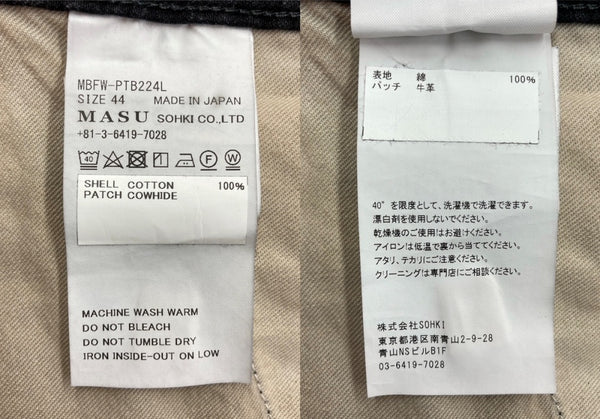 MBFW-PTB224L
SIZE 44 MADE IN JAPAN
MASU SOHKI CO.,LTD
+81-3-6419-7028
40 F W
SHELL COTTON 100%
PATCH COWHIDE
MACHINE WASH WARM
DO NOT BLEACH
DO NOT TUMBLE DRY
IRON INSIDE-OUT ON LOW
表地 綿 100%
パッチ 牛革
40°を限度として、洗濯機で洗濯できます。
漂白剤を使用しないでください。
乾燥機のご使用はお避けください。
アイロンは低温で裏から当ててください。
アタリ、テカリにご注意ください。
クリーニングは専門店にご相談ください。
株式会社SOHKI
東京都港区南青山2-9-28
青山NSビルB1F
03-6419-7028